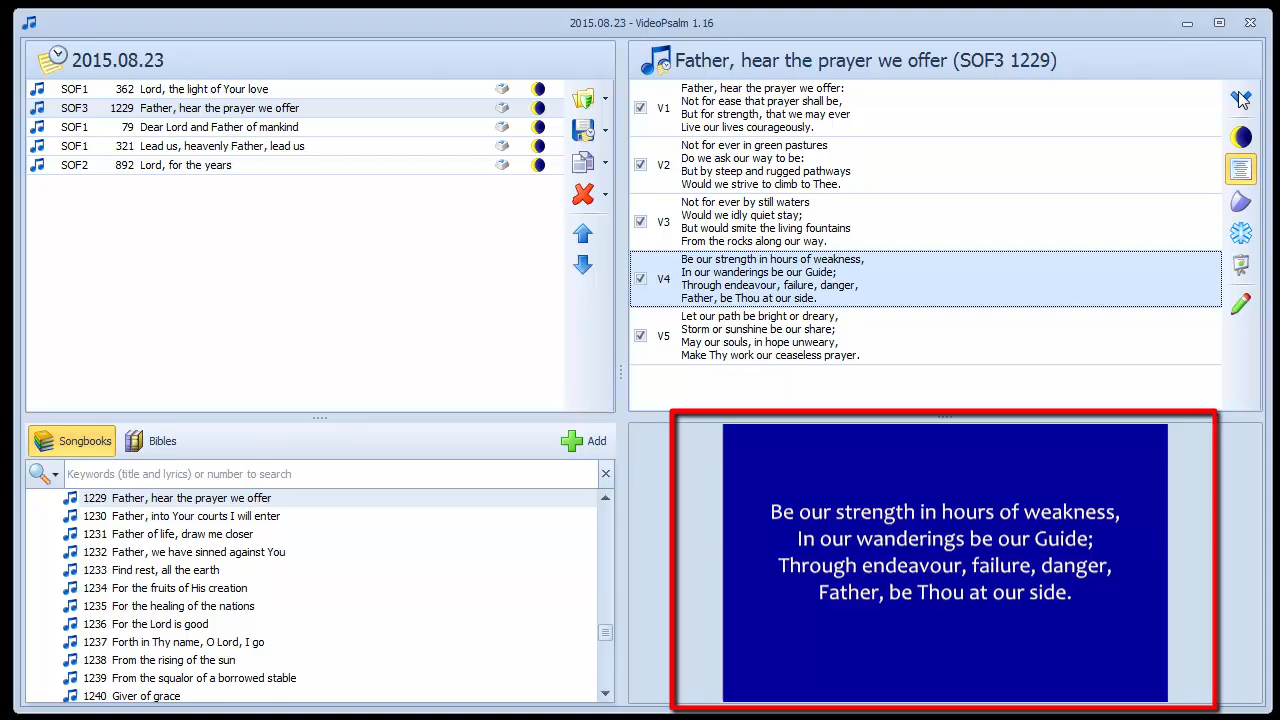 2015.08.23 - VideoPsalm 1.16
2015.08.23
SOF1 362 Lord, the light of Your love
SOF3 1229 Father, hear the prayer we offer
SOF1 79 Dear Lord and Father of mankind
SOF1 321 Lead us, heavenly Father, lead us
SOF2 892 Lord, for the years
Father, hear the prayer we offer (SOF3 1229)
V1
Father, hear the prayer we offer:
Not for ease that prayer shall be,
But for strength, that we may ever
Live our lives courageously.
V2
Not for ever in green pastures
Do we ask our way to be:
But by steep and rugged pathways
Would we strive to climb to Thee.
V3
Not for ever by still waters
Would we idly quiet stay;
But would smite the living fountains
From the rocks along our way.
V4
Be our strength in hours of weakness,
In our wanderings be our Guide;
Through endeavour, failure, danger,
Father, be Thou at our side.
V5
Let our path be bright or dreary,
Storm or sunshine be our share;
May our souls, in hope unweary,
Make Thy work our ceaseless prayer.
Songbooks Bibles Add
Keywords (title and lyrics) or number to search
1229 Father, hear the prayer we offer
1230 Father, into Your courts I will enter
1231 Father of life, draw me closer
1232 Father, we have sinned against You
1233 Find rest, all the earth
1234 For the fruits of His creation
1235 For the healing of the nations
1236 For the Lord is good
1237 Forth in Thy name, O Lord, I go
1238 From the rising of the sun
1239 From the squalor of a borrowed stable
1240 Giver of grace
Be our strength in hours of weakness,
In our wanderings be our Guide;
Through endeavour, failure, danger,
Father, be Thou at our side.